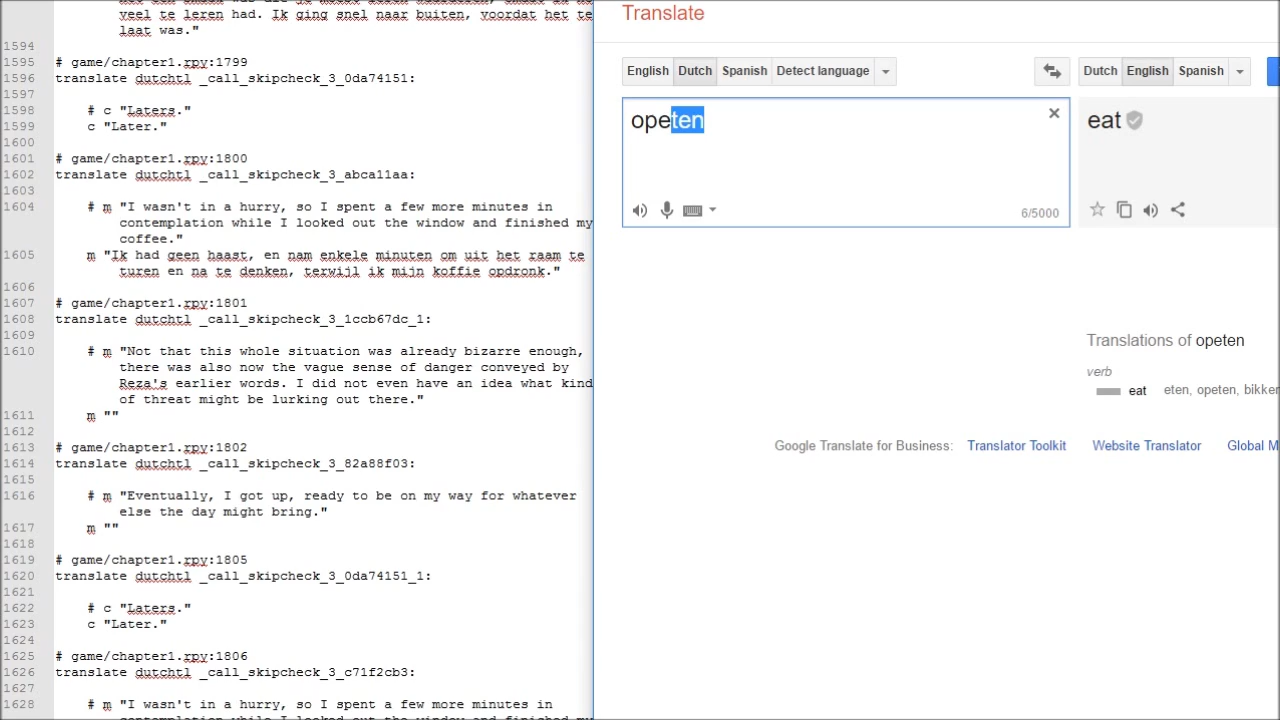 veel te leren had. Ik ging snel naar buiten, voordat het te
laat was."
1594
1595 # game/chapter1.rpy:1799
1596 translate dutchtl _call_skipcheck_3_0da74151:
1597
1598 # c "Laters."
1599 c "Later."
1600
1601 # game/chapter1.rpy:1800
1602 translate dutchtl _call_skipcheck_3_abca11aa:
1603
1604 # m "I wasn't in a hurry, so I spent a few more minutes in
contemplation while I looked out the window and finished my
coffee."
1605 m "Ik had geen haast, en nam enkele minuten om uit het raam te
turen en na te denken, terwijl ik mijn koffie opdronk."
1606
1607 # game/chapter1.rpy:1801
1608 translate dutchtl _call_skipcheck_3_1ccb67dc_1:
1609
1610 # m "Not that this whole situation was already bizarre enough,
there was also now the vague sense of danger conveyed by
Reza's earlier words. I did not even have an idea what kind
of threat might be lurking out there."
1611 m ""
1612
1613 # game/chapter1.rpy:1802
1614 translate dutchtl _call_skipcheck_3_82a88f03:
1615
1616 # m "Eventually, I got up, ready to be on my way for whatever
else the day might bring."
1617 m ""
1618
1619 # game/chapter1.rpy:1805
1620 translate dutchtl _call_skipcheck_3_0da74151_1:
1621
1622 # c "Laters."
1623 c "Later."
1624
1625 # game/chapter1.rpy:1806
1626 translate dutchtl _call_skipcheck_3_c71f2cb3:
1627
1628 # m "I wasn't in a hurry, so I spent a few more minutes in
contemplation while I looked out the window and finished my
Translate
English Dutch Spanish Detect language
Dutch English Spanish
opeten
6/5000
eat
Translations of opeten
verb
eat eten, opeten, bikken
Google Translate for Business: Translator Toolkit Website Translator Global M